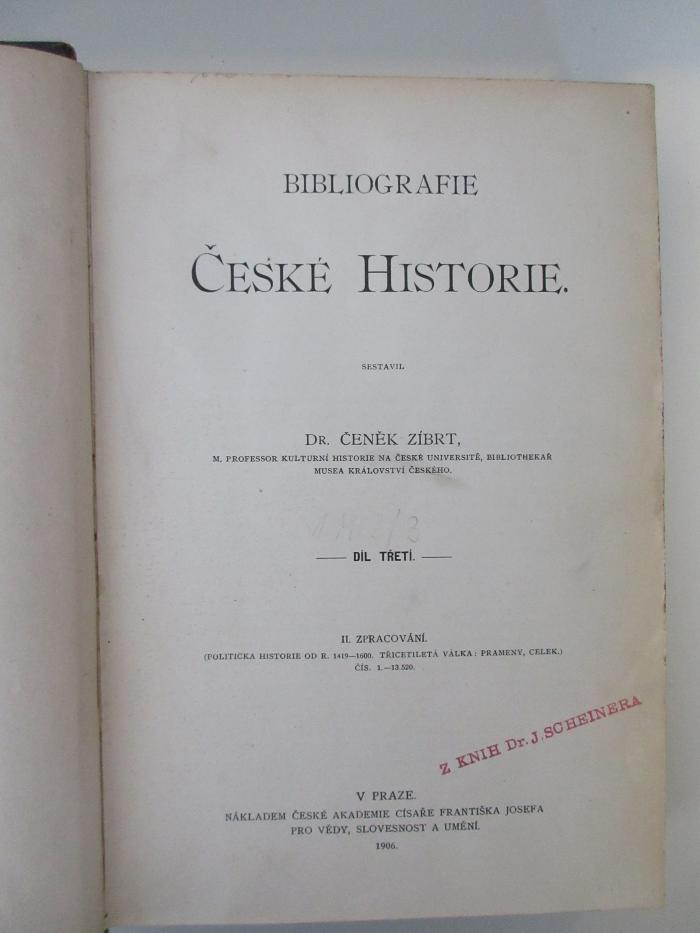 BIBLIOGRAFIE
ČESKÉ HISTORIE.
SESTAVIL
DR. ČENĚK ZÍBRT,
M. PROFESSOR KULTURNÍ HISTORIE NA ČESKÉ UNIVERSITĚ, BIBLIOTHEKAŘ
MUSEA KRÁLOVSTVÍ ČESKÉHO.
DÍL TŘETÍ.
II. ZPRACOVÁNÍ.
(POLITICKÁ HISTORIE OD R. 1419—1600. TŘICETILETÁ VÁLKA: PRAMENY, CELEK.)
ČÍS. 1.—13.520.
Z KNIH Dr. J. SCHEINERA
V PRAZE.
NÁKLADEM ČESKÉ AKADEMIE CÍSAŘE FRANTIŠKA JOSEFA
PRO VĚDY, SLOVESNOST A UMĚNÍ.
1906.